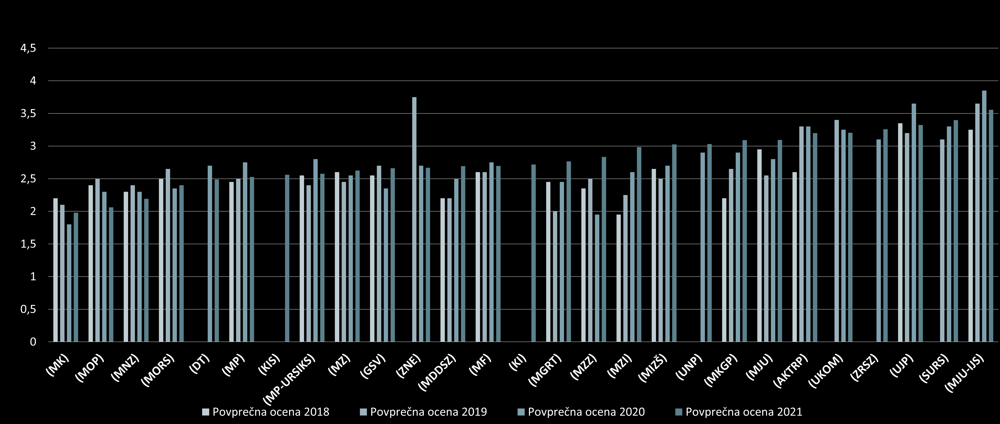 4,5
4
3,5
3
2,5
2
1,5
1
0,5
0
(MK)
(MOP)
(MNZ)
(MORS)
(DT)
(MP)
(KIS)
(MP-URSIKS)
(MZ)
(GSV)
(ZNE)
(MDDSZ)
(MF)
(KI)
(MGRT)
(MZZ)
(MZI)
(MIZŠ)
(UNP)
(MKGP)
(MJU)
(AKTRP)
(UKOM)
(ZRSZ)
(UJP)
(SURS)
(MJU-IJS)
Povprečna ocena 2018
Povprečna ocena 2019
Povprečna ocena 2020
Povprečna ocena 2021